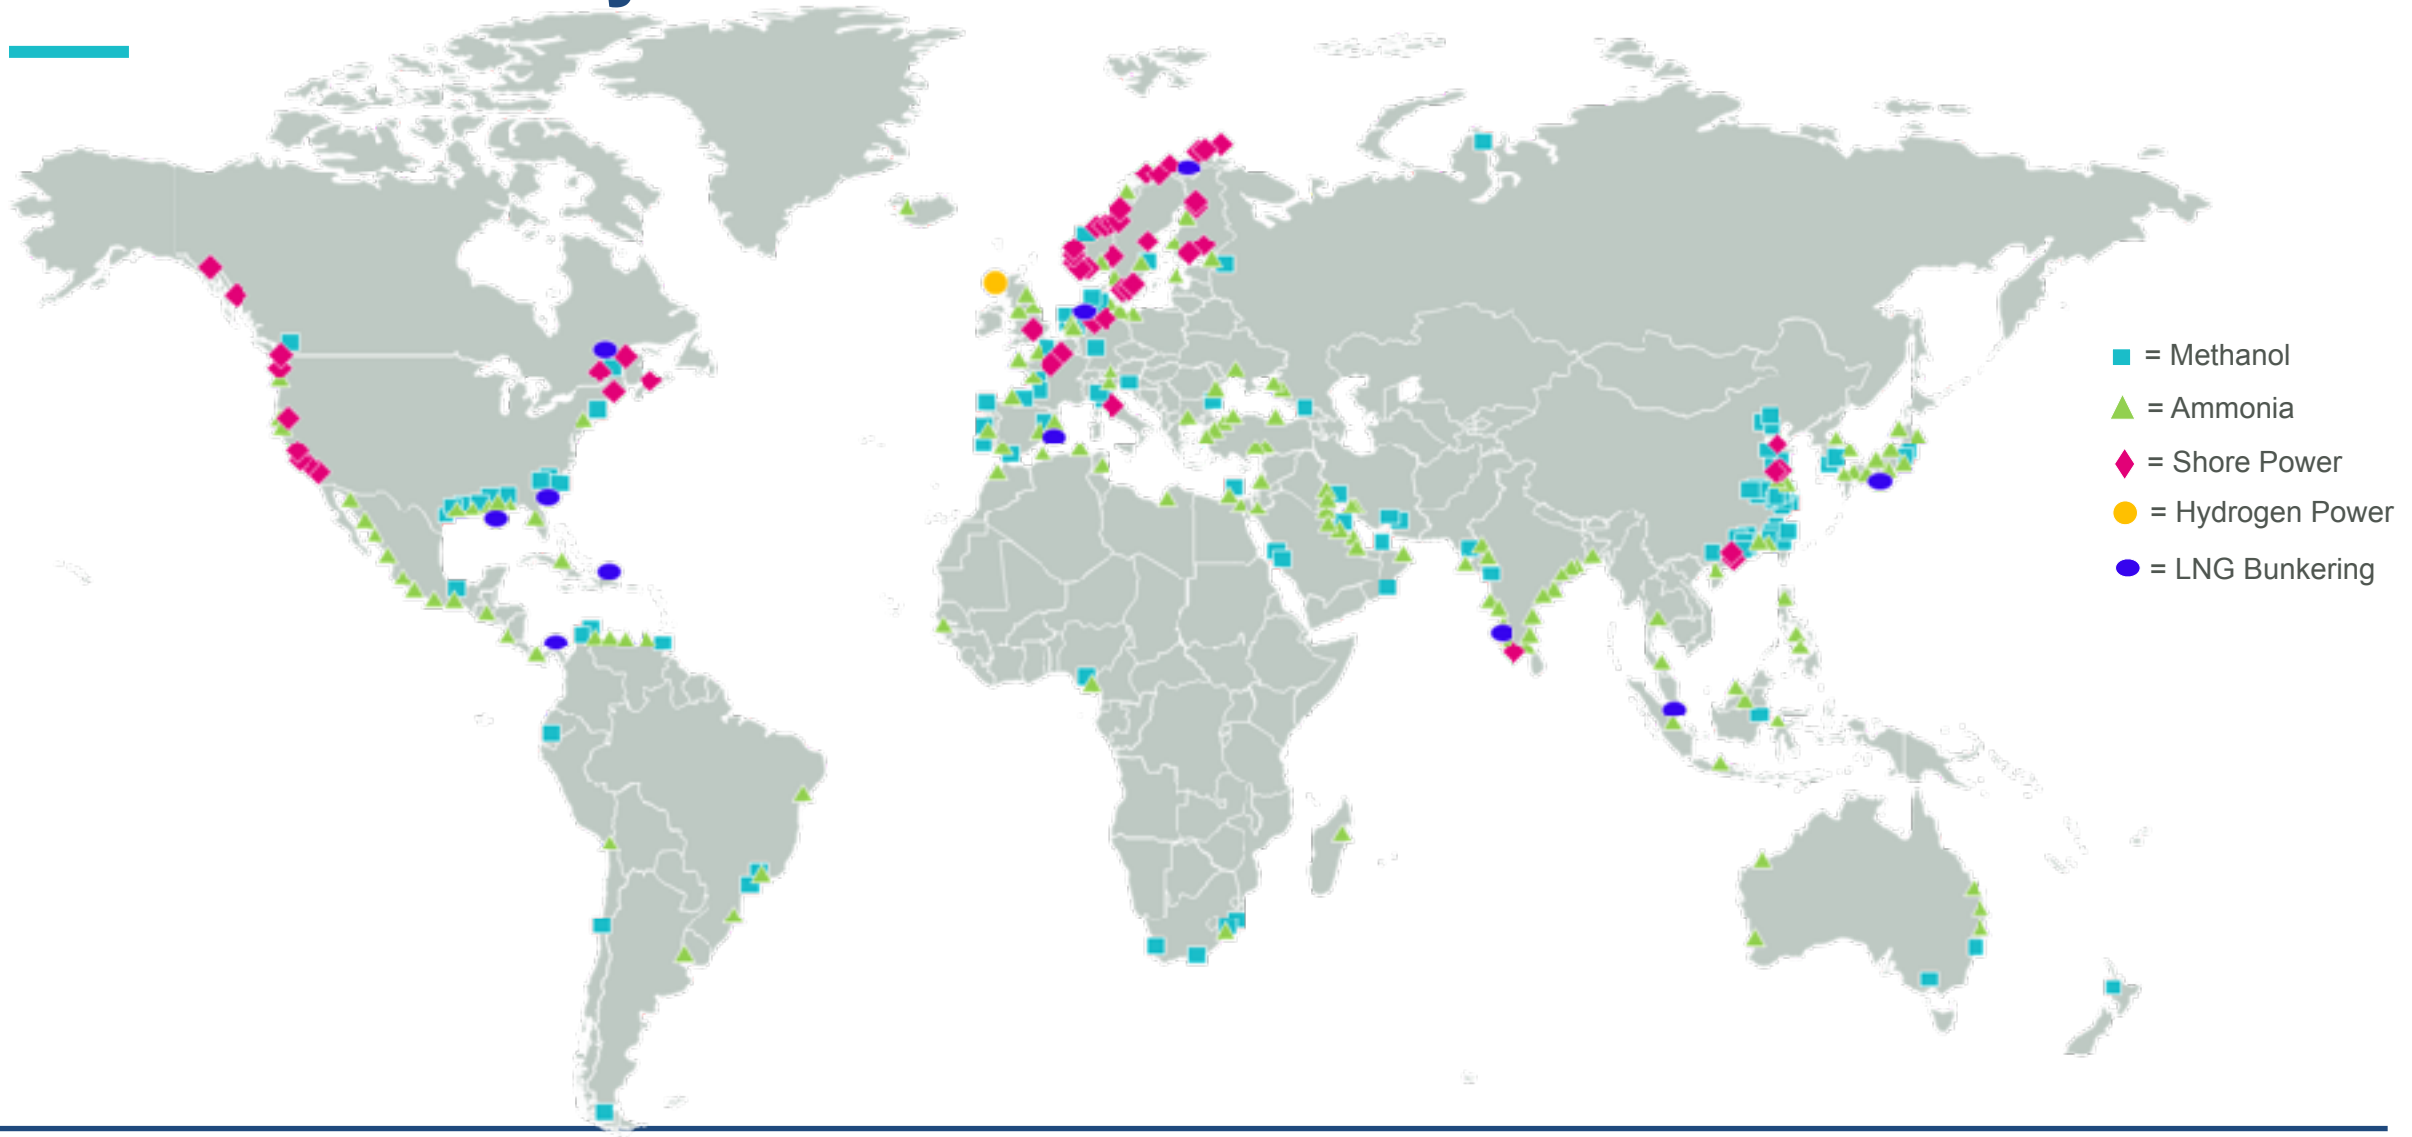 = Methanol
= Ammonia
= Shore Power
= Hydrogen Power
= LNG Bunkering